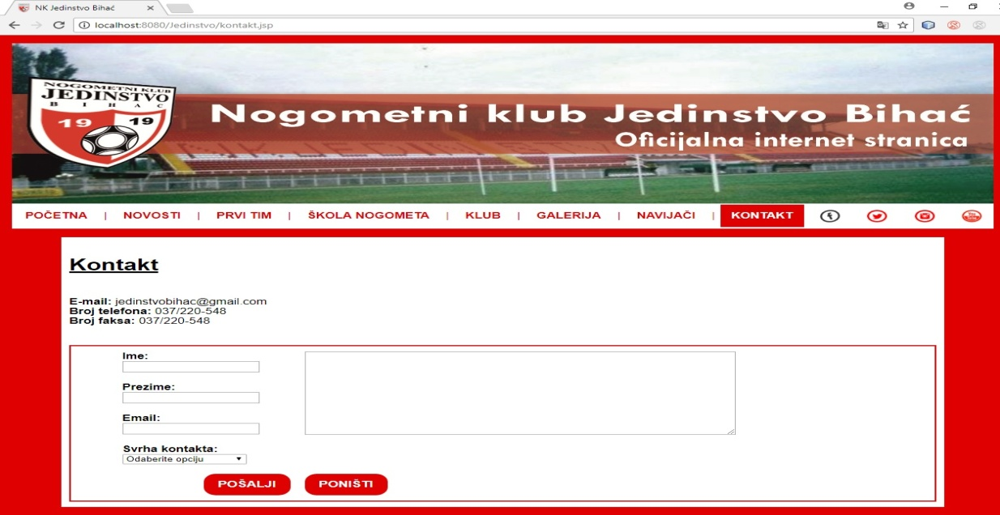 NK Jedinstvo Bihać
localhost:8080/Jedinstvo/kontakt.jsp
NOGOMETNI KLUB
JEDINSTVO
B I H A Ć
19 19
Nogometni klub Jedinstvo Bihać
Oficijalna internet stranica
POČETNA | NOVOSTI | PRVI TIM | ŠKOLA NOGOMETA | KLUB | GALERIJA | NAVIJAČI | KONTAKT
Kontakt
E-mail: jedinstvobihac@gmail.com
Broj telefona: 037/220-548
Broj faksa: 037/220-548
Ime:
Prezime:
Email:
Svrha kontakta:
Odaberite opciju
POŠALJI PONIŠTI